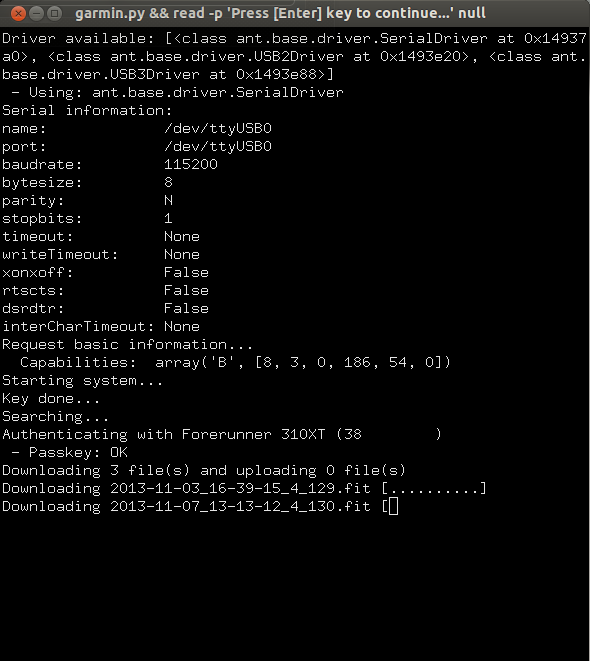 garmin.py && read -p 'Press [Enter] key to continue...' null
Driver available: [<class ant.base.driver.SerialDriver at 0x14937
a0>, <class ant.base.driver.USB2Driver at 0x1493e20>, <class ant.
base.driver.USB3Driver at 0x1493e88>]
 - Using: ant.base.driver.SerialDriver
Serial information:
name:             /dev/ttyUSB0
port:             /dev/ttyUSB0
baudrate:         115200
bytesize:         8
parity:           N
stopbits:         1
timeout:          None
writeTimeout:     None
xonxoff:          False
rtscts:           False
dsrdtr:           False
interCharTimeout: None
Request basic information...
  Capabilities:  array('B', [8, 3, 0, 186, 54, 0])
Starting system...
Key done...
Searching...
Authenticating with Forerunner 310XT (38        )
 - Passkey: OK
Downloading 3 file(s) and uploading 0 file(s)
Downloading 2013-11-03_16-39-15_4_129.fit [..........]
Downloading 2013-11-07_13-13-12_4_130.fit [